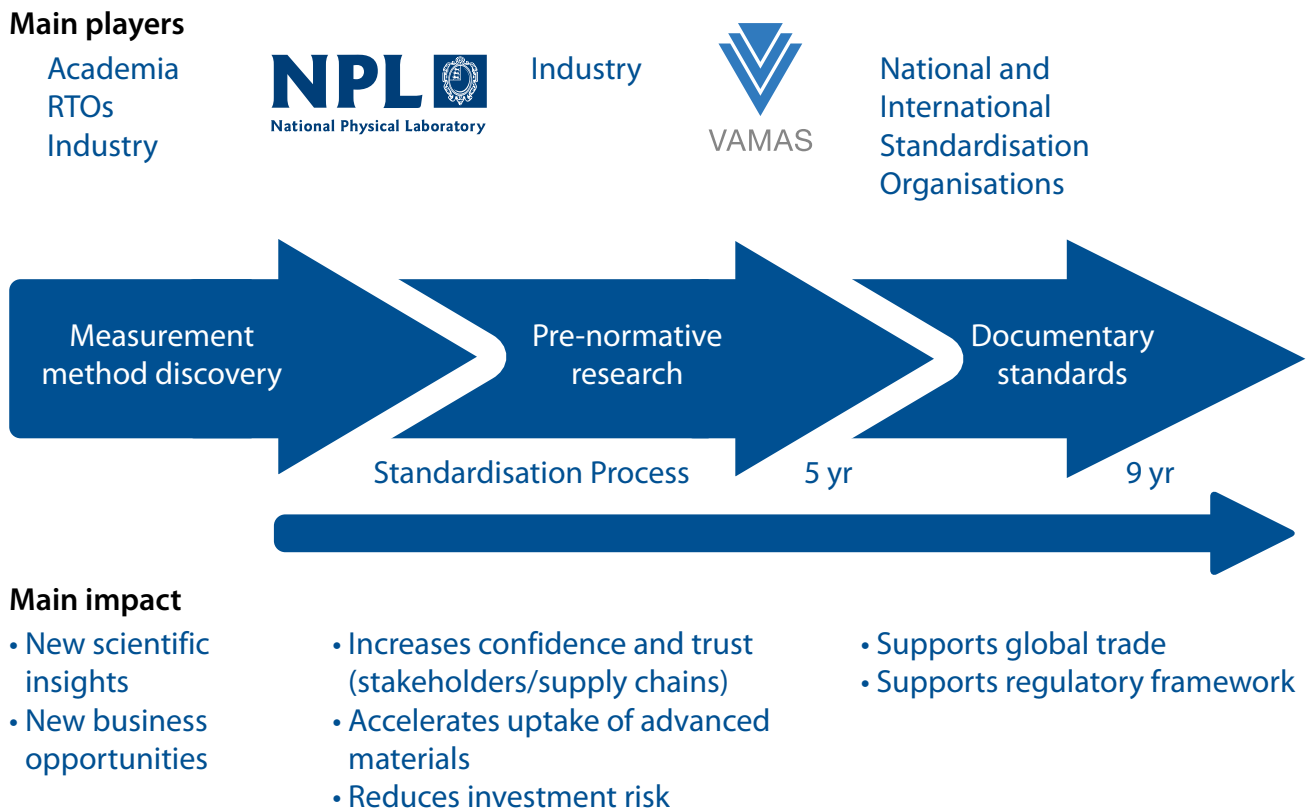 Main players
Academia
RTOs
Industry
NPL
National Physical Laboratory
Industry
VAMAS
National and
International
Standardisation
Organisations
Measurement
method discovery
Pre-normative
research
Documentary
standards
Standardisation Process
5 yr
9 yr
Main impact
• New scientific
insights
• New business
opportunities
• Increases confidence and trust
(stakeholders/supply chains)
• Accelerates uptake of advanced
materials
• Reduces investment risk
• Supports global trade
• Supports regulatory framework